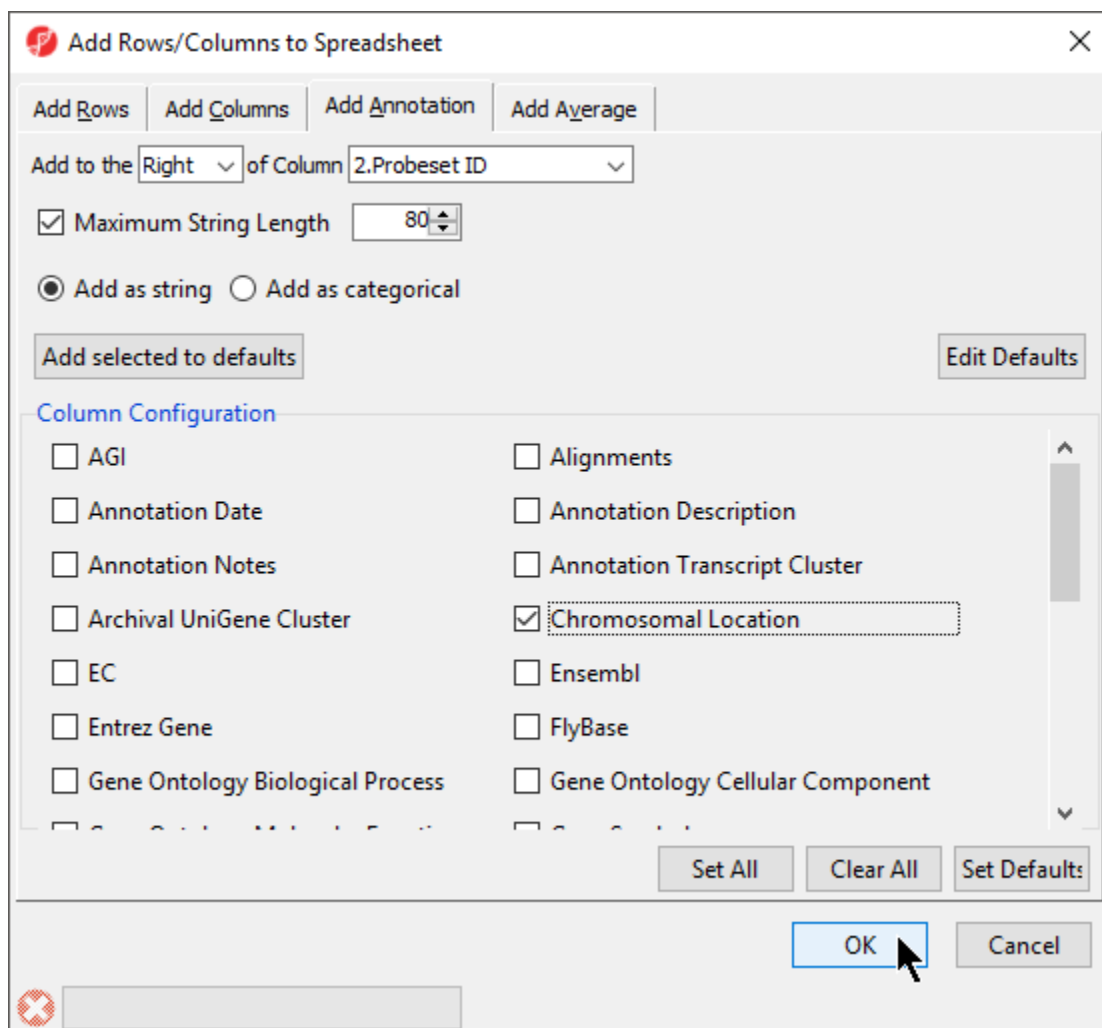 Add Rows/Columns to Spreadsheet
Add Rows Add Columns Add Annotation Add Average
Add to the Right of Column 2.Probeset ID
Maximum String Length 80
Add as string Add as categorical
Add selected to defaults Edit Defaults
Column Configuration
AGI Alignments
Annotation Date Annotation Description
Annotation Notes Annotation Transcript Cluster
Archival UniGene Cluster Chromosomal Location
EC Ensembl
Entrez Gene FlyBase
Gene Ontology Biological Process Gene Ontology Cellular Component
Set All Clear All Set Defaults
OK Cancel